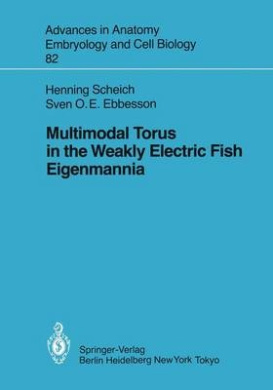 Advances in Anatomy
Embryology and Cell Biology
82
Henning Scheich
Sven O.E. Ebbesson
Multimodal Torus
in the Weakly Electric Fish
Eigenmannia
Springer-Verlag
Berlin Heidelberg New York Tokyo